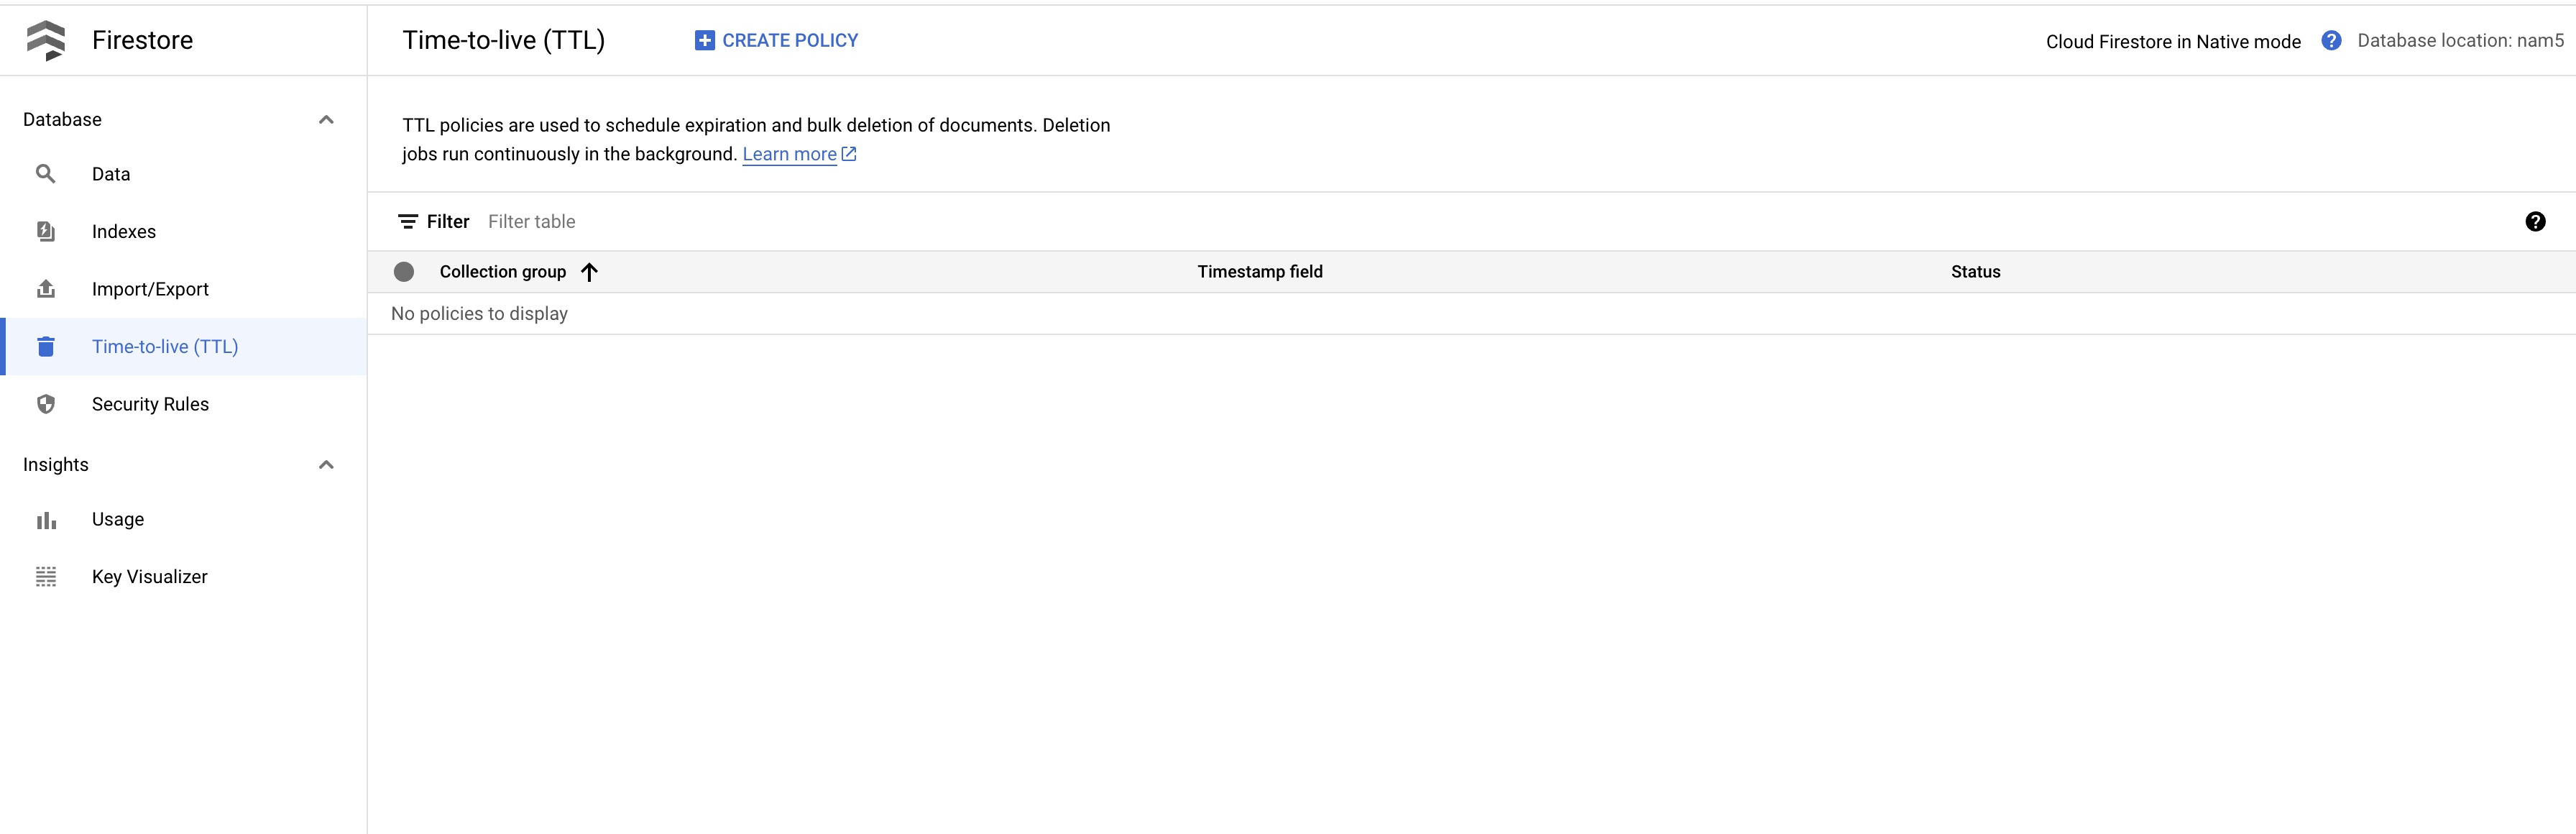 Firestore
Time-to-live (TTL)
CREATE POLICY
Cloud Firestore in Native mode
Database location: nam5
Database
Data
Indexes
Import/Export
Time-to-live (TTL)
Security Rules
Insights
Usage
Key Visualizer
TTL policies are used to schedule expiration and bulk deletion of documents. Deletion
jobs run continuously in the background. Learn more
Filter Filter table
Collection group Timestamp field Status
No policies to display